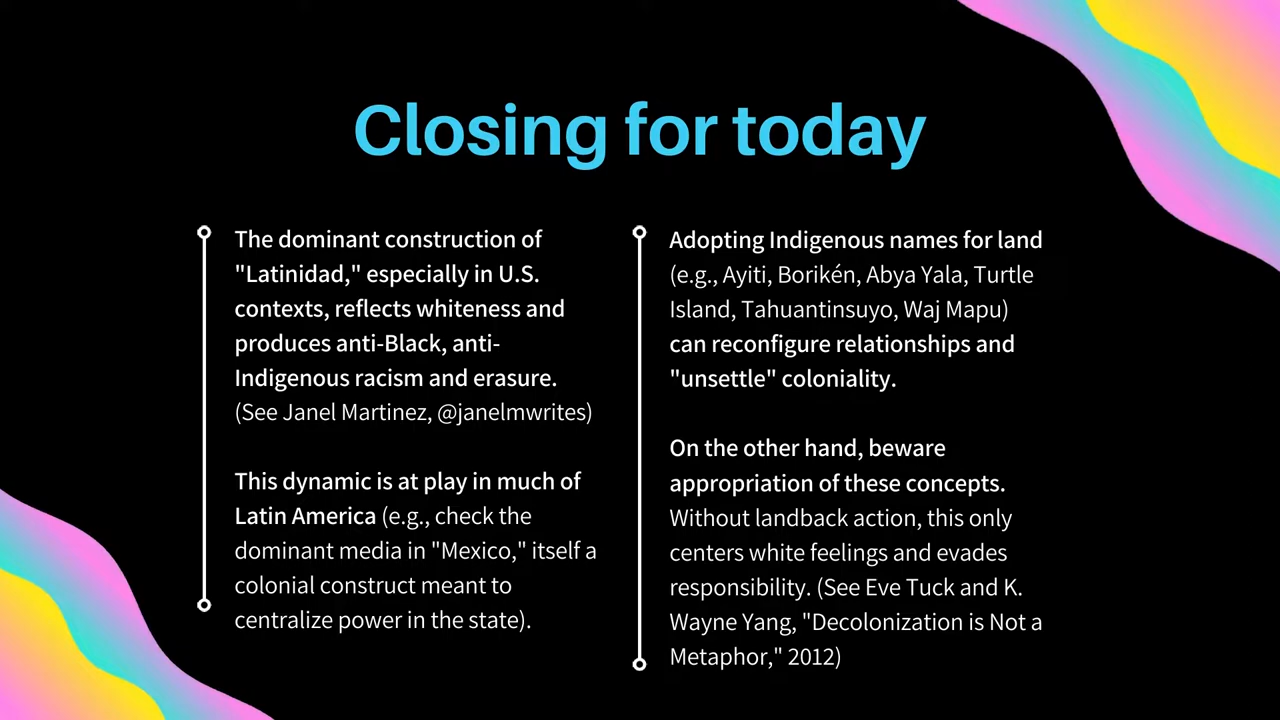 Closing for today
The dominant construction of
"Latinidad," especially in U.S.
contexts, reflects whiteness and
produces anti-Black, anti-
Indigenous racism and erasure.
(See Janel Martinez, @janelmwrites)
This dynamic is at play in much of
Latin America (e.g., check the
dominant media in "Mexico," itself a
colonial construct meant to
centralize power in the state).
Adopting Indigenous names for land
(e.g., Ayiti, Borikén, Abya Yala, Turtle
Island, Tahuantinsuyo, Waj Mapu)
can reconfigure relationships and
"unsettle" coloniality.
On the other hand, beware
appropriation of these concepts.
Without landback action, this only
centers white feelings and evades
responsibility. (See Eve Tuck and K.
Wayne Yang, "Decolonization is Not a
Metaphor," 2012)